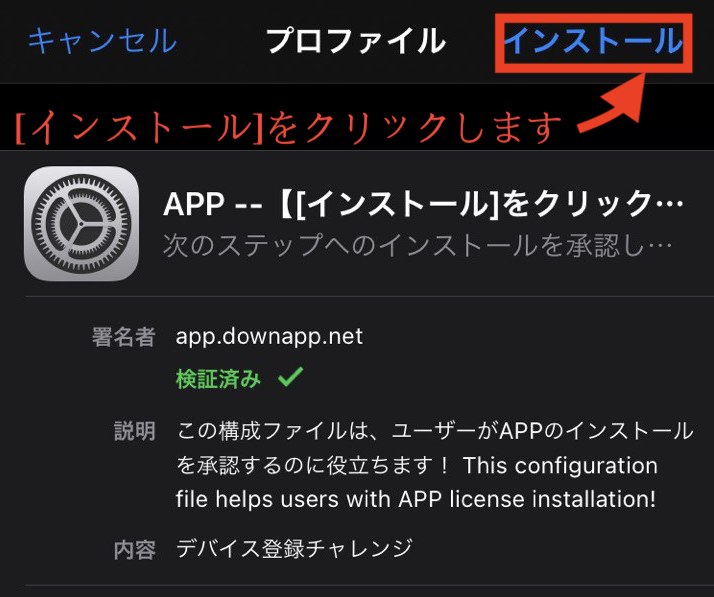 キャンセル プロファイル インストール
[インストール]をクリックします
APP --【[インストール]をクリック…
次のステップへのインストールを承認し…
署名者 app.downapp.net
検証済み
説明 この構成ファイルは、ユーザーがAPPのインストール
を承認するのに役立ちます！ This configuration
file helps users with APP license installation!
内容 デバイス登録チャレンジ